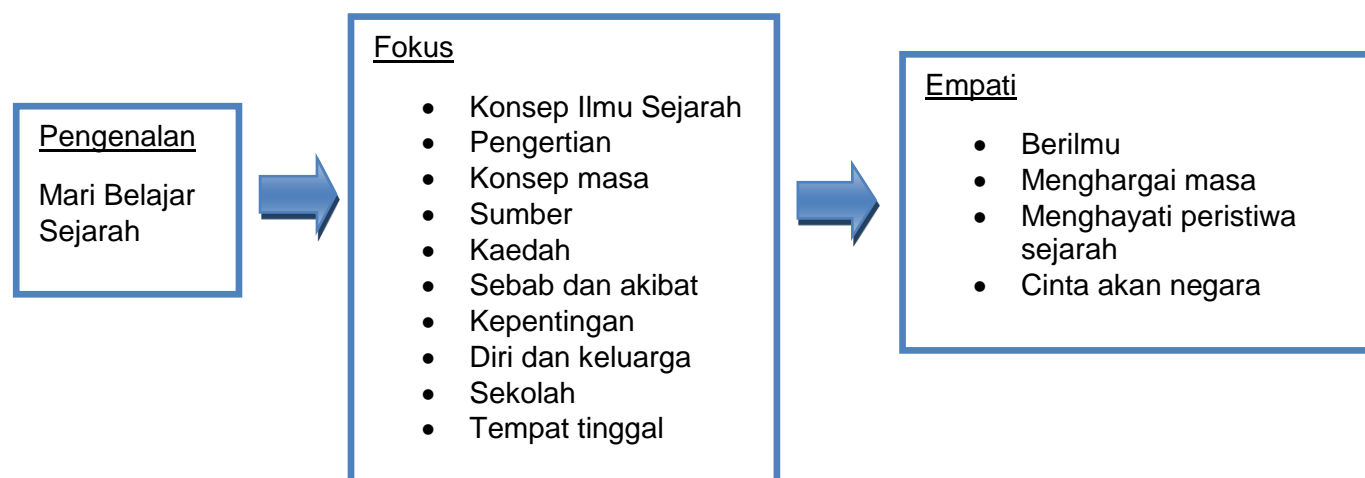 Pengenalan
Mari Belajar
Sejarah
Fokus
• Konsep Ilmu Sejarah
• Pengertian
• Konsep masa
• Sumber
• Kaedah
• Sebab dan akibat
• Kepentingan
• Diri dan keluarga
• Sekolah
• Tempat tinggal
Empati
• Berilmu
• Menghargai masa
• Menghayati peristiwa
sejarah
• Cinta akan negara